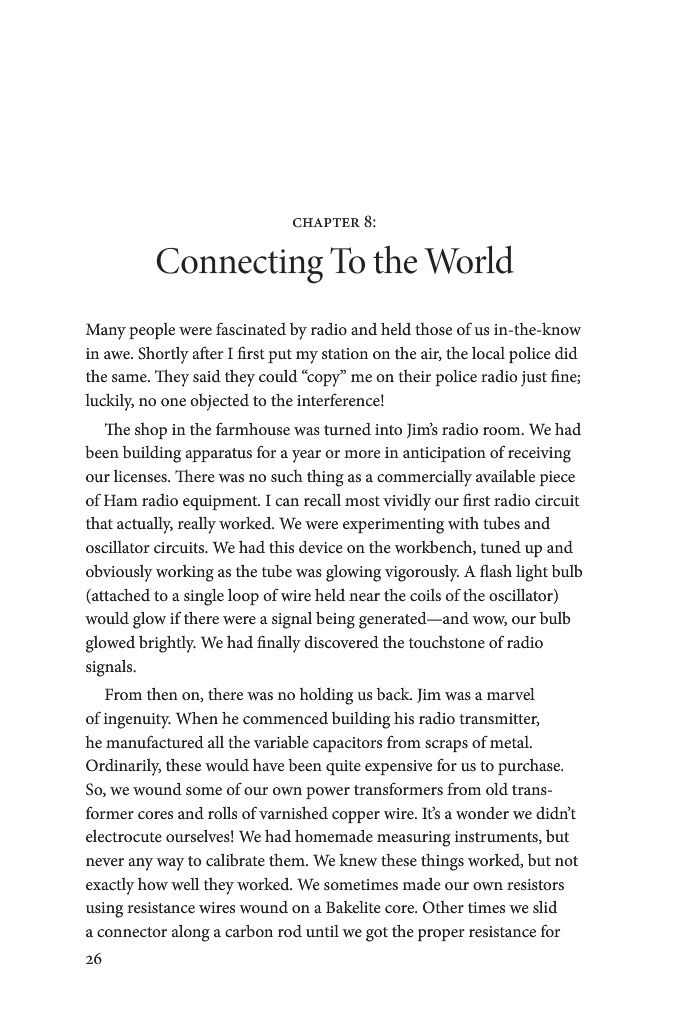 CHAPTER 8:
Connecting To the World
Many people were fascinated by radio and held those of us in-the-know
in awe. Shortly after I first put my station on the air, the local police did
the same. They said they could “copy” me on their police radio just fine;
luckily, no one objected to the interference!
The shop in the farmhouse was turned into Jim’s radio room. We had
been building apparatus for a year or more in anticipation of receiving
our licenses. There was no such thing as a commercially available piece
of Ham radio equipment. I can recall most vividly our first radio circuit
that actually, really worked. We were experimenting with tubes and
oscillator circuits. We had this device on the workbench, tuned up and
obviously working as the tube was glowing vigorously. A flash light bulb
(attached to a single loop of wire held near the coils of the oscillator)
would glow if there were a signal being generated—and wow, our bulb
glowed brightly. We had finally discovered the touchstone of radio
signals.
From then on, there was no holding us back. Jim was a marvel
of ingenuity. When he commenced building his radio transmitter,
he manufactured all the variable capacitors from scraps of metal.
Ordinarily, these would have been quite expensive for us to purchase.
So, we wound some of our own power transformers from old trans-
former cores and rolls of varnished copper wire. It’s a wonder we didn’t
electrocute ourselves! We had homemade measuring instruments, but
never any way to calibrate them. We knew these things worked, but not
exactly how well they worked. We sometimes made our own resistors
using resistance wires wound on a Bakelite core. Other times we slid
a connector along a carbon rod until we got the proper resistance for
26